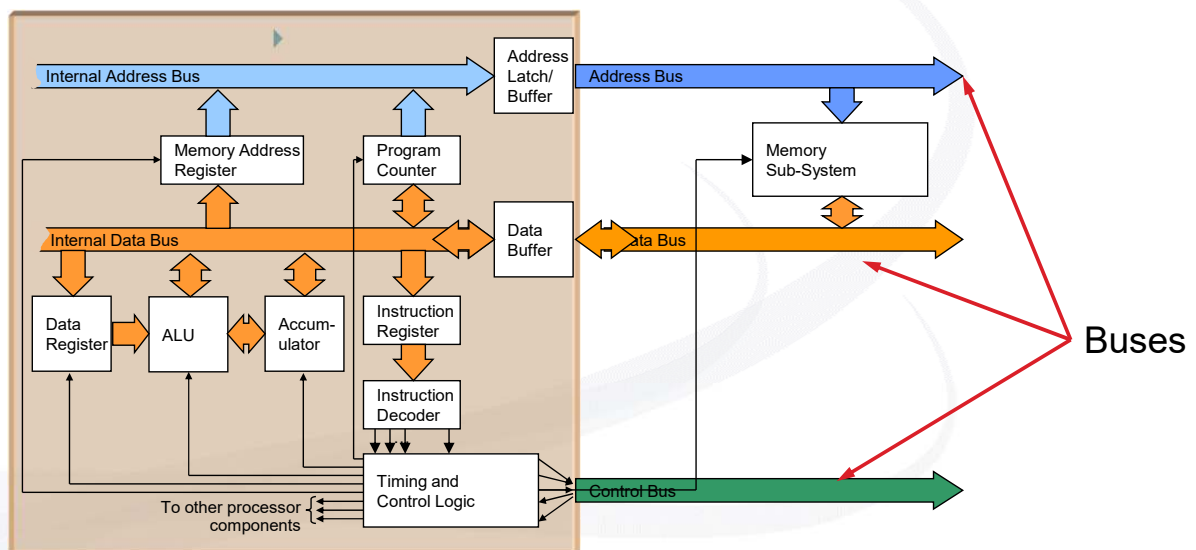 Internal Address Bus
Address
Latch/
Buffer
Address Bus
Memory Address
Register
Program
Counter
Memory
Sub-System
Internal Data Bus
Data
Buffer
ata Bus
Data
Register
ALU
Accum-
ulator
Instruction
Register
Buses
Instruction
Decoder
Timing and
Control Logic
Control Bus
To other processor
components